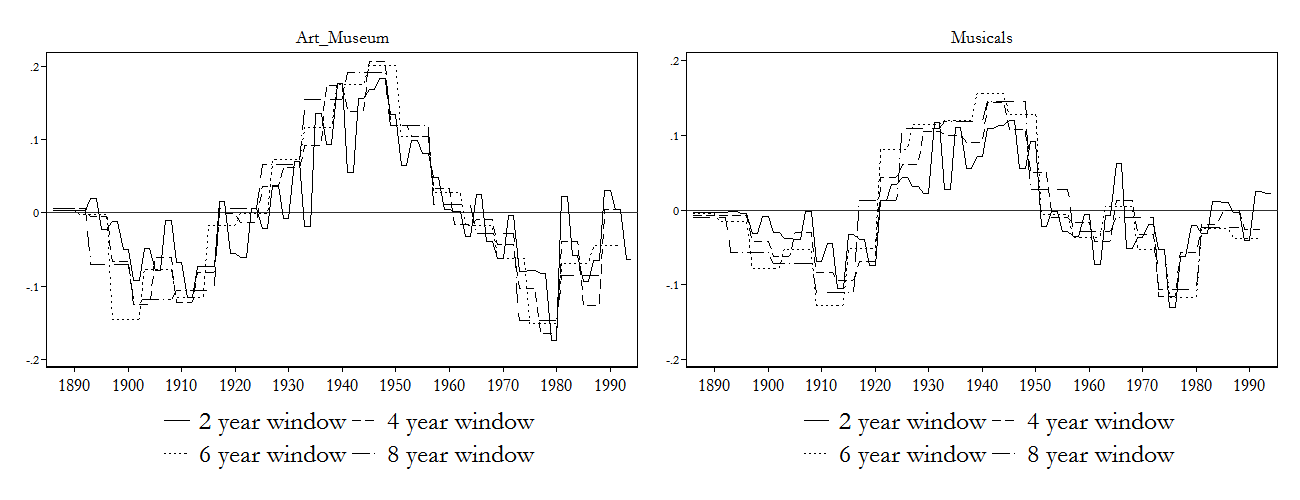 Art_Museum
.2
.1
0
-.1
-.2
1890 1900 1910 1920 1930 1940 1950 1960 1970 1980 1990
2 year window 4 year window
6 year window 8 year window
Musicals
.2
.1
0
-.1
-.2
1890 1900 1910 1920 1930 1940 1950 1960 1970 1980 1990
2 year window 4 year window
6 year window 8 year window